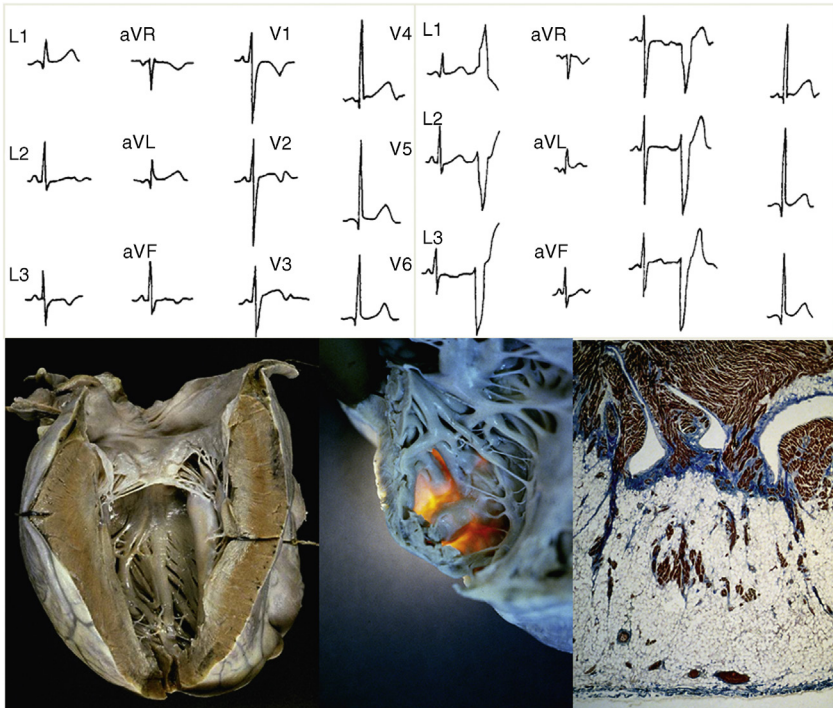 L1 aVR V1 V4
L2 aVL V2 V5
L3 aVF V3 V6
L1 aVR
L2 aVL
L3 aVF